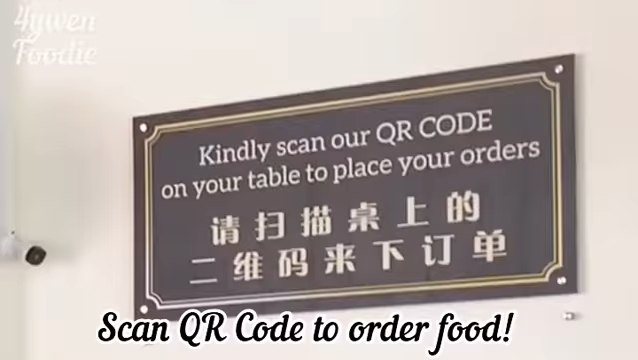 4ywen
Foodie
Kindly scan our QR CODE
on your table to place your orders
请扫描桌上的
二维码来下订单
Scan QR Code to order food!